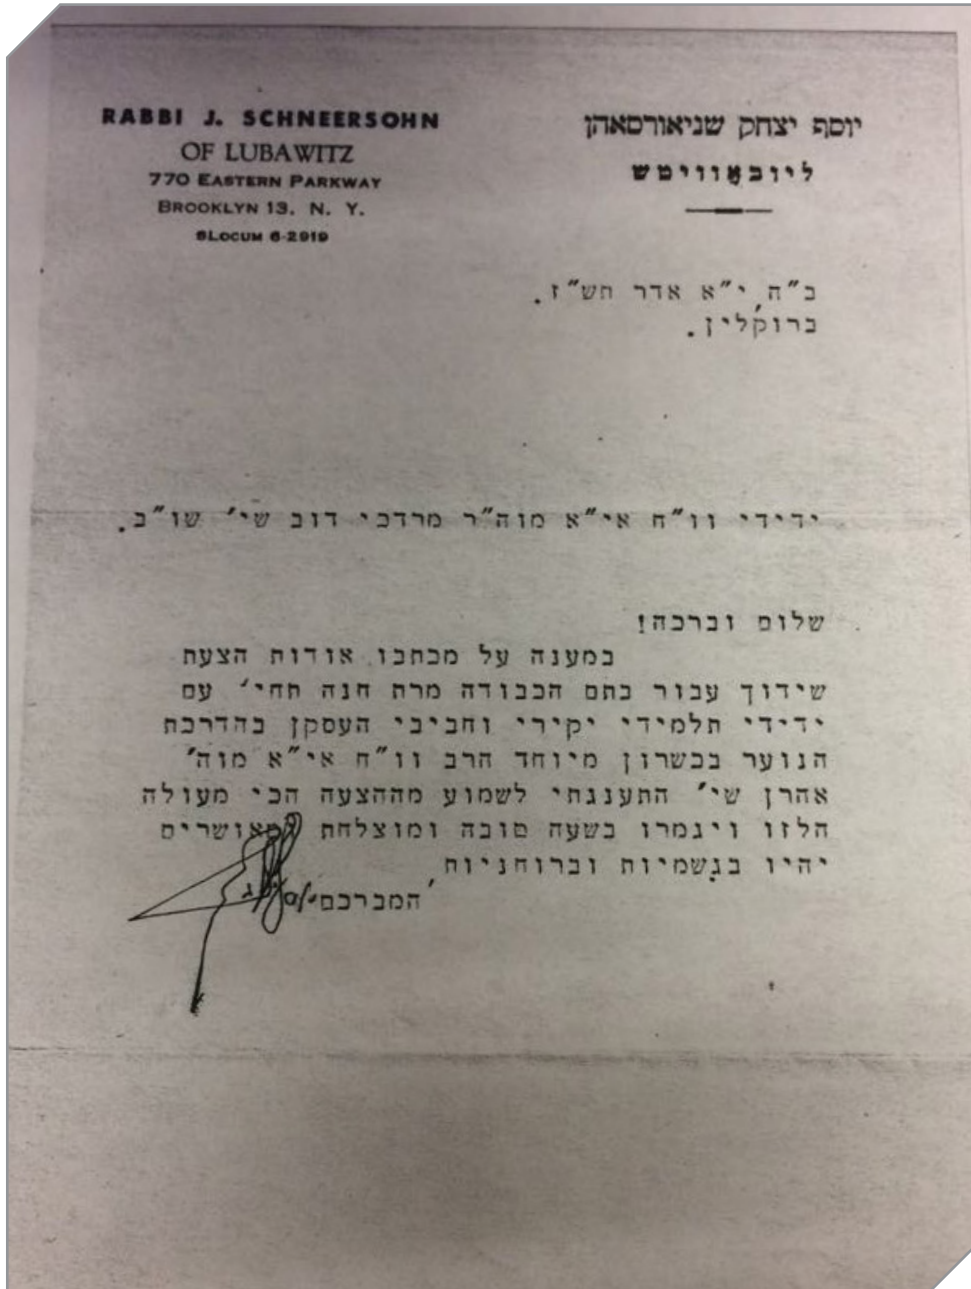 RABBI J. SCHNEERSOHN
OF LUBAWITZ
770 EASTERN PARKWAY
BROOKLYN 13. N. Y.
SLOCUM 6-2919
יוסף יצחק שניאורסאהן
ליובאוויטש
ב"ה, י"א אדר תש"ז.
ברוקלין.
ידידי וו"ח אי"א מוה"ר מרדכי דוב שי' שו"ב.
שלום וברכה!
במענה על מכתבו אודות הצעת
שידוך עבור בתם הכבודה מרת חנה תחי' עם
ידידי תלמידי יקירי וחביבי העסקן בהדרכת
הנוער בכשרון מיוחד הרב וו"ח אי"א מוה'
אהרן שי' התענגתי לשמוע מההצעה הכי מעולה
הלזו ויגמרו בשעה טובה ומוצלחת ומאושרים
יהיו בגשמיות וברוחניות,
המברכם